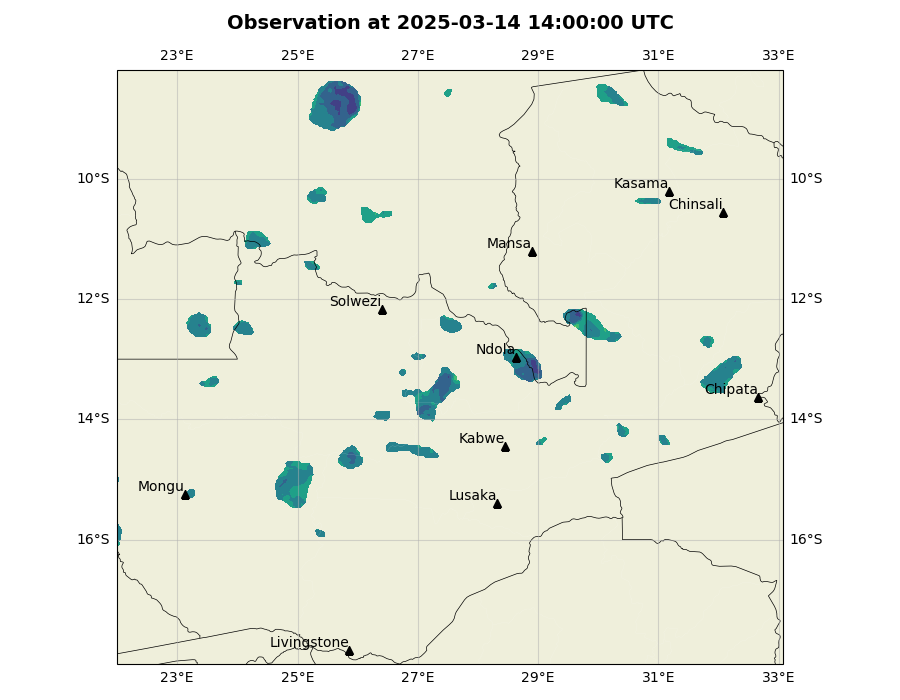 Observation at 2025-03-14 14:00:00 UTC
23°E 25°E 27°E 29°E 31°E 33°E
10°S 10°S
Kasama
Chinsali
Mansa
12°S 12°S
Solwezi
Ndola
Chipata
14°S 14°S
Kabwe
Mongu
Lusaka
16°S 16°S
Livingstone
23°E 25°E 27°E 29°E 31°E 33°E